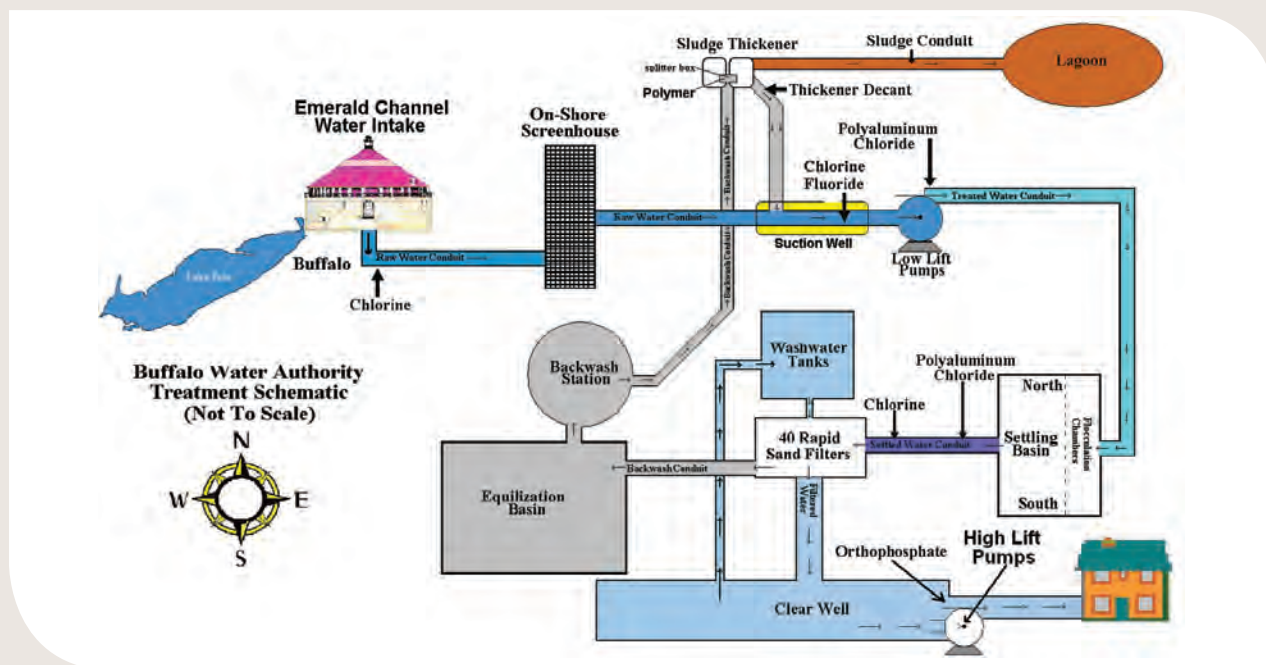 Sludge Thickener
Sludge Conduit
Lagoon
splitter box
Polymer
Thickener Decant
Emerald Channel
Water Intake
On-Shore
Screenhouse
Polyaluminum
Chloride
Chlorine
Fluoride
Backwash Conduit
Treated Water Conduit
Raw Water Conduit
Suction Well
Low Lift
Pumps
Lake Erie
Buffalo
Raw Water Conduit
Chlorine
Backwash Conduit
Buffalo Water Authority
Treatment Schematic
(Not To Scale)
N
W
E
S
Backwash
Station
Washwater
Tanks
Polyaluminum
Chloride
Chlorine
North
40 Rapid
Sand Filters
Settled Water Conduit
Settling
Basin
Flocculation
Chambers
South
Backwash Conduit
Equilization
Basin
Filtered
Water
Orthophosphate
High Lift
Pumps
Clear Well